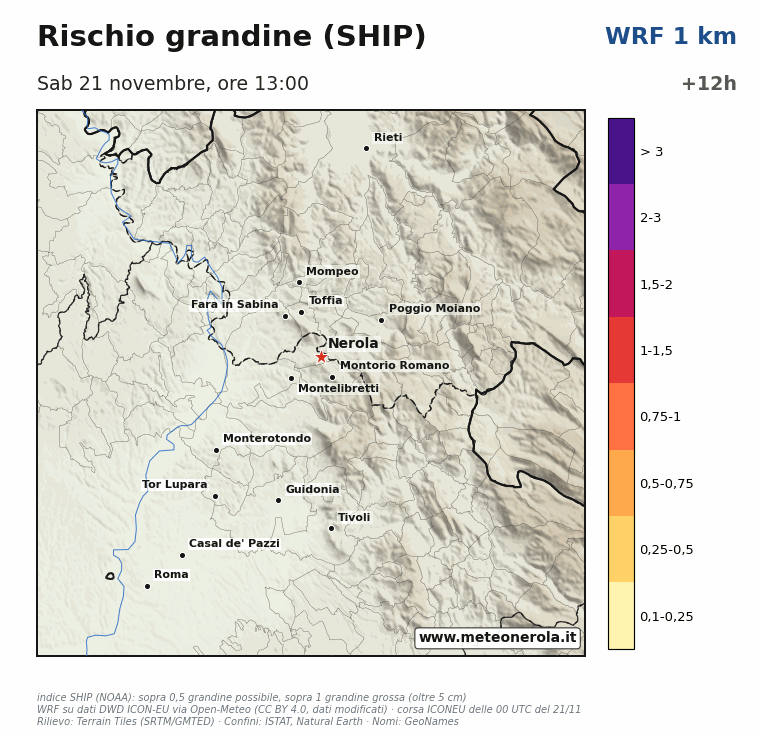 Rischio grandine (SHIP)
WRF 1 km
Sab 21 novembre, ore 13:00
+12h
Rieti
> 3
2-3
Mompeo
1,5-2
Fara in Sabina
Toffia
Poggio Moiano
Nerola
1-1,5
Montorio Romano
Montelibretti
0,75-1
Monterotondo
Tor Lupara
Guidonia
0,5-0,75
Tivoli
Casal de' Pazzi
0,25-0,5
Roma
0,1-0,25
www.meteonerola.it
indice SHIP (NOAA): sopra 0,5 grandine possibile, sopra 1 grandine grossa (oltre 5 cm)
WRF su dati DWD ICON-EU via Open-Meteo (CC BY 4.0, dati modificati) · corsa ICONEU delle 00 UTC del 21/11
Rilievo: Terrain Tiles (SRTM/GMTED) · Confini: ISTAT, Natural Earth · Nomi: GeoNames